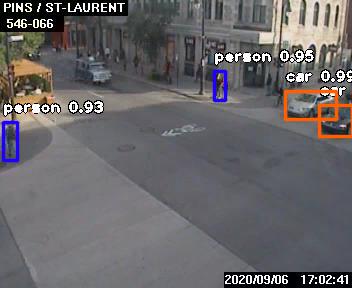 PINS / ST-LAURENT
546-066
person 0.95
car 0.99
car
person 0.93
2020/09/06 17:02:41